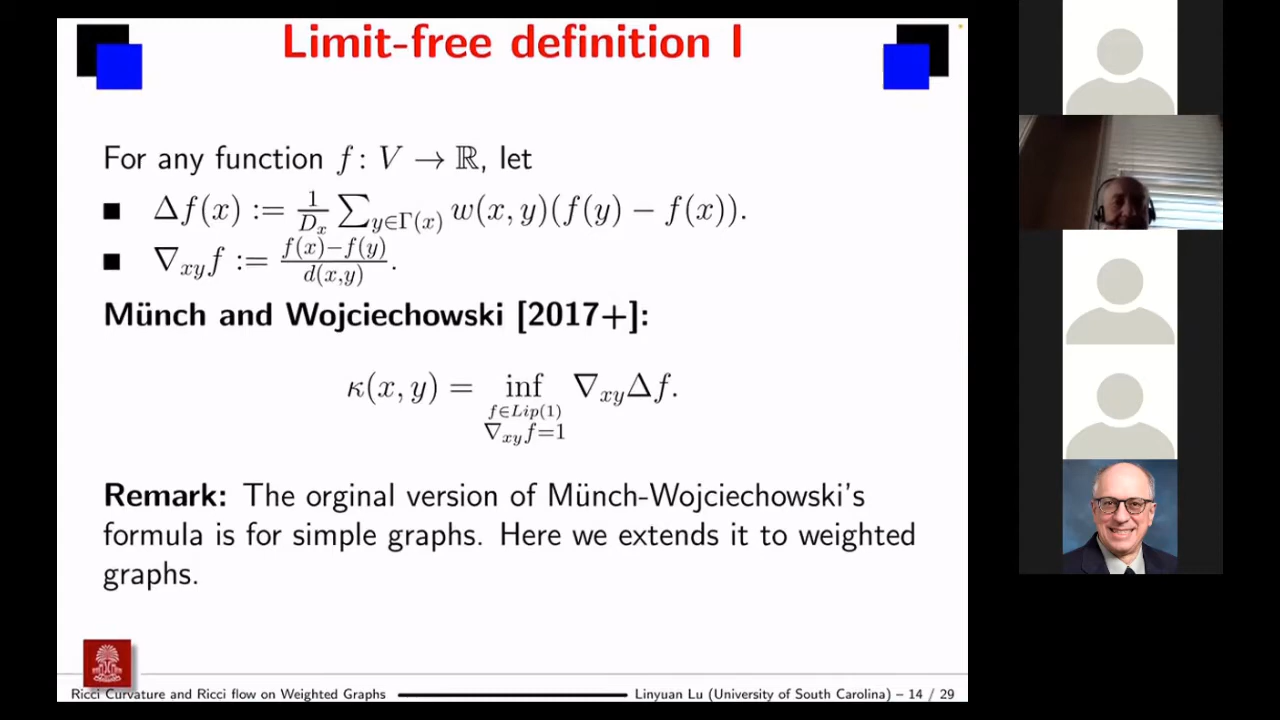 Limit-free definition I
For any function f : V → ℝ, let
■ Δf(x) := 1/D_x ∑_{y∈Γ(x)} w(x, y)(f(y) − f(x)).
■ ∇_{xy}f := f(x)−f(y)/d(x,y).
Münch and Wojciechowski [2017+]:
κ(x, y) = inf_{f∈Lip(1) ∇_{xy}f=1} ∇_{xy}Δf.
Remark: The orginal version of Münch-Wojciechowski's
formula is for simple graphs. Here we extends it to weighted
graphs.
Ricci Curvature and Ricci flow on Weighted Graphs
Linyuan Lu (University of South Carolina) – 14 / 29